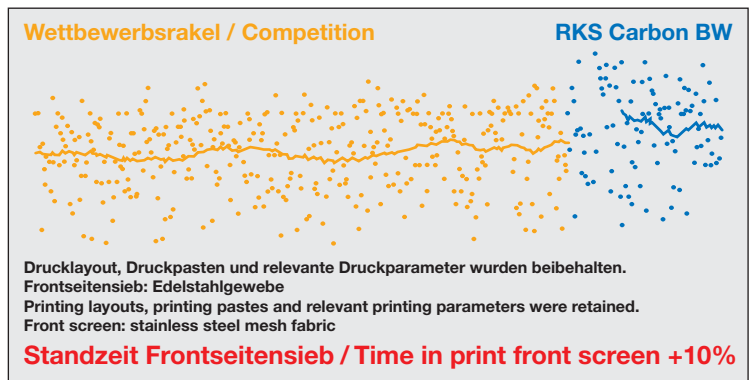 Wettbewerbsrakel / Competition
RKS Carbon BW
Drucklayout, Druckpasten und relevante Druckparameter wurden beibehalten.
Frontseitensieb: Edelstahlgewebe
Printing layouts, printing pastes and relevant printing parameters were retained.
Front screen: stainless steel mesh fabric
Standzeit Frontseitensieb / Time in print front screen +10%